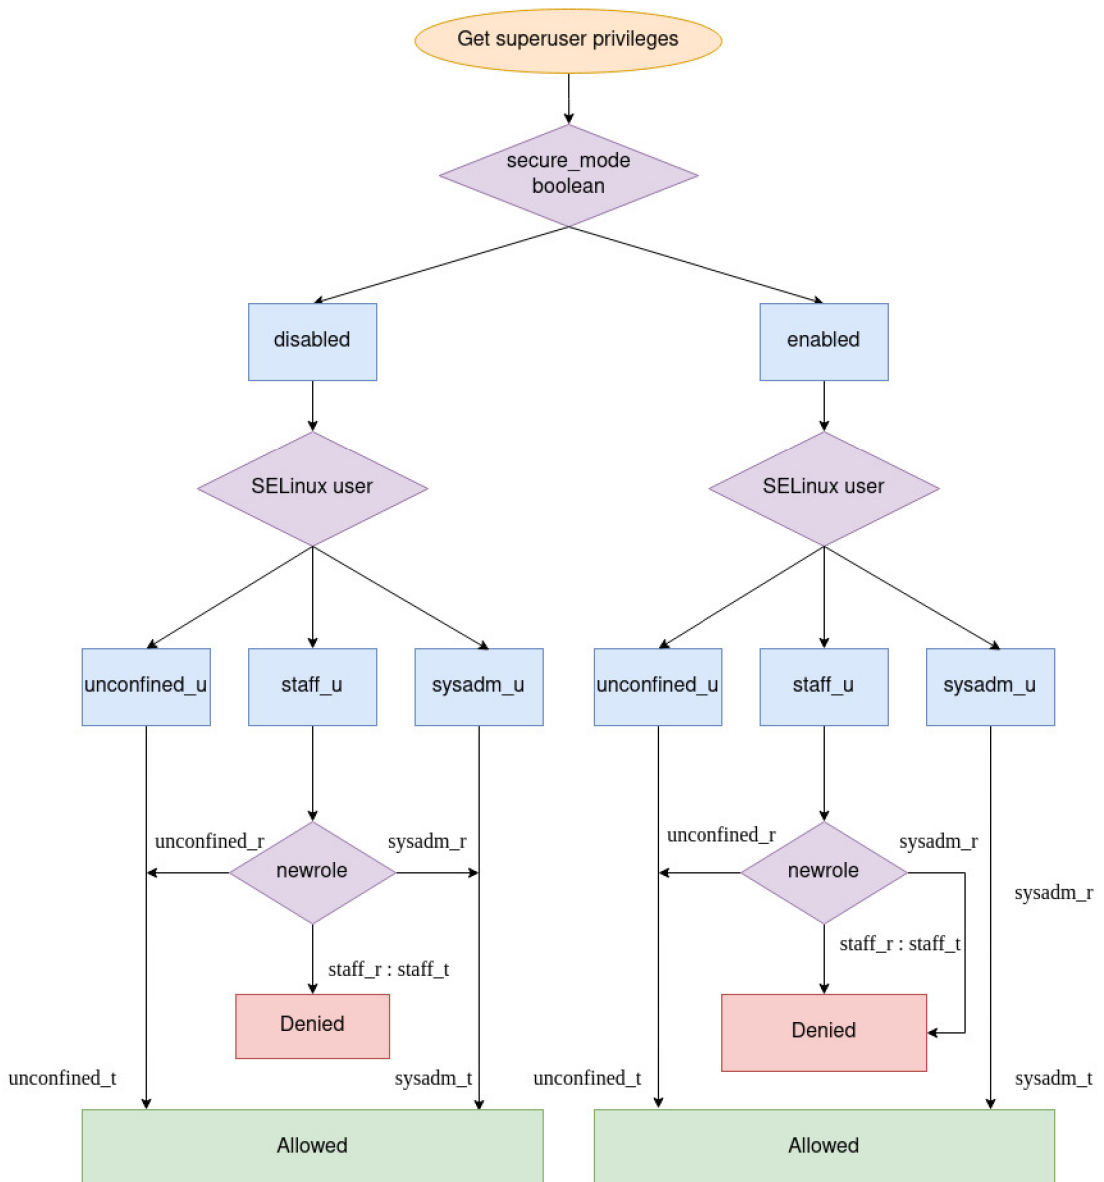 Get superuser privileges
secure_mode
boolean
disabled
enabled
SELinux user
SELinux user
unconfined_u
staff_u
sysadm_u
unconfined_u
staff_u
sysadm_u
unconfined_r
sysadm_r
unconfined_r
sysadm_r
newrole
newrole
sysadm_r
staff_r : staff_t
staff_r : staff_t
Denied
Denied
unconfined_t
sysadm_t
unconfined_t
sysadm_t
Allowed
Allowed